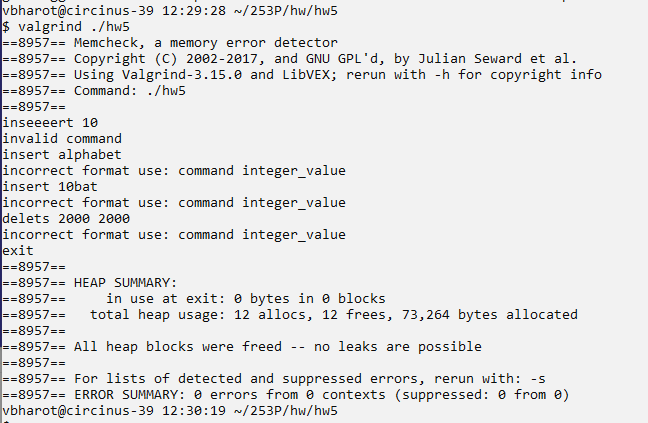 vbharot@circinus-39 12:29:28 ~/253P/hw/hw5
$ valgrind ./hw5
==8957== Memcheck, a memory error detector
==8957== Copyright (C) 2002-2017, and GNU GPL'd, by Julian Seward et al.
==8957== Using Valgrind-3.15.0 and LibVEX; rerun with -h for copyright info
==8957== Command: ./hw5
==8957==
inseeeert 10
invalid command
insert alphabet
incorrect format use: command integer_value
insert 10bat
incorrect format use: command integer_value
delets 2000 2000
incorrect format use: command integer_value
exit
==8957==
==8957== HEAP SUMMARY:
==8957==     in use at exit: 0 bytes in 0 blocks
==8957==   total heap usage: 12 allocs, 12 frees, 73,264 bytes allocated
==8957==
==8957== All heap blocks were freed -- no leaks are possible
==8957==
==8957== For lists of detected and suppressed errors, rerun with: -s
==8957== ERROR SUMMARY: 0 errors from 0 contexts (suppressed: 0 from 0)
vbharot@circinus-39 12:30:19 ~/253P/hw/hw5